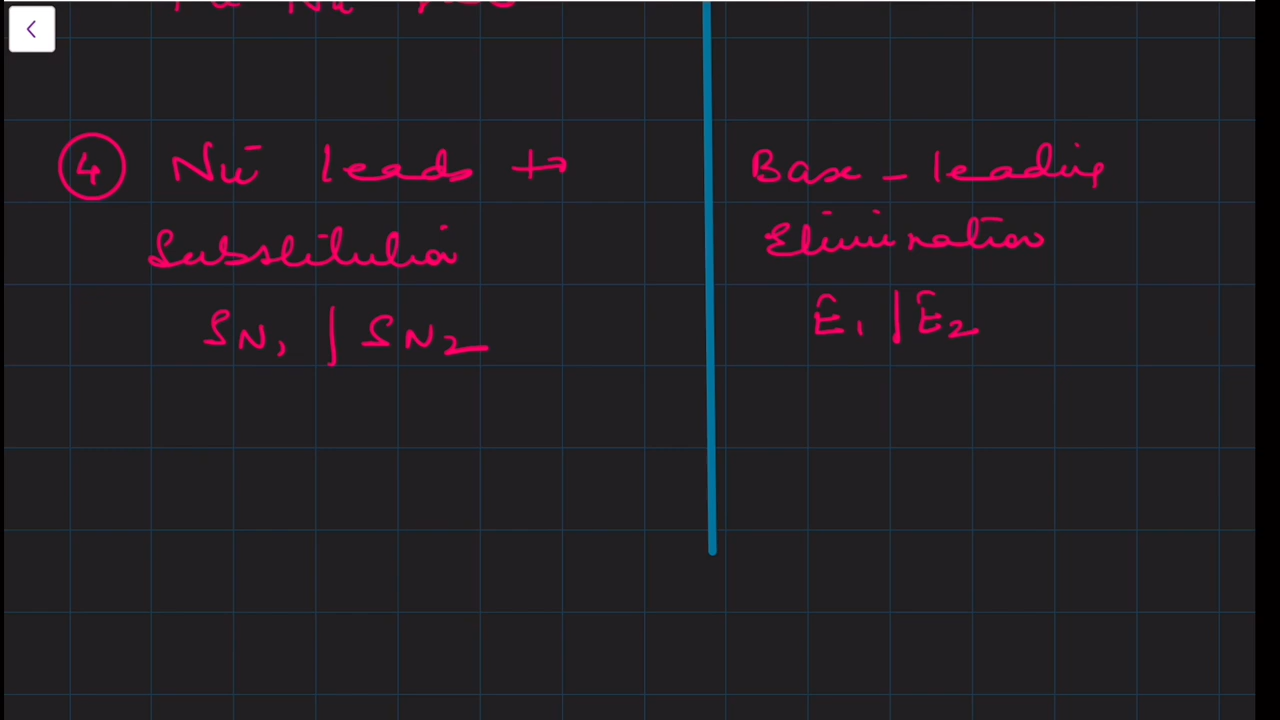 ④ Nu⁻ leads to
Substitution
SN1 | SN2
Base - leading
Elimination
E1 | E2